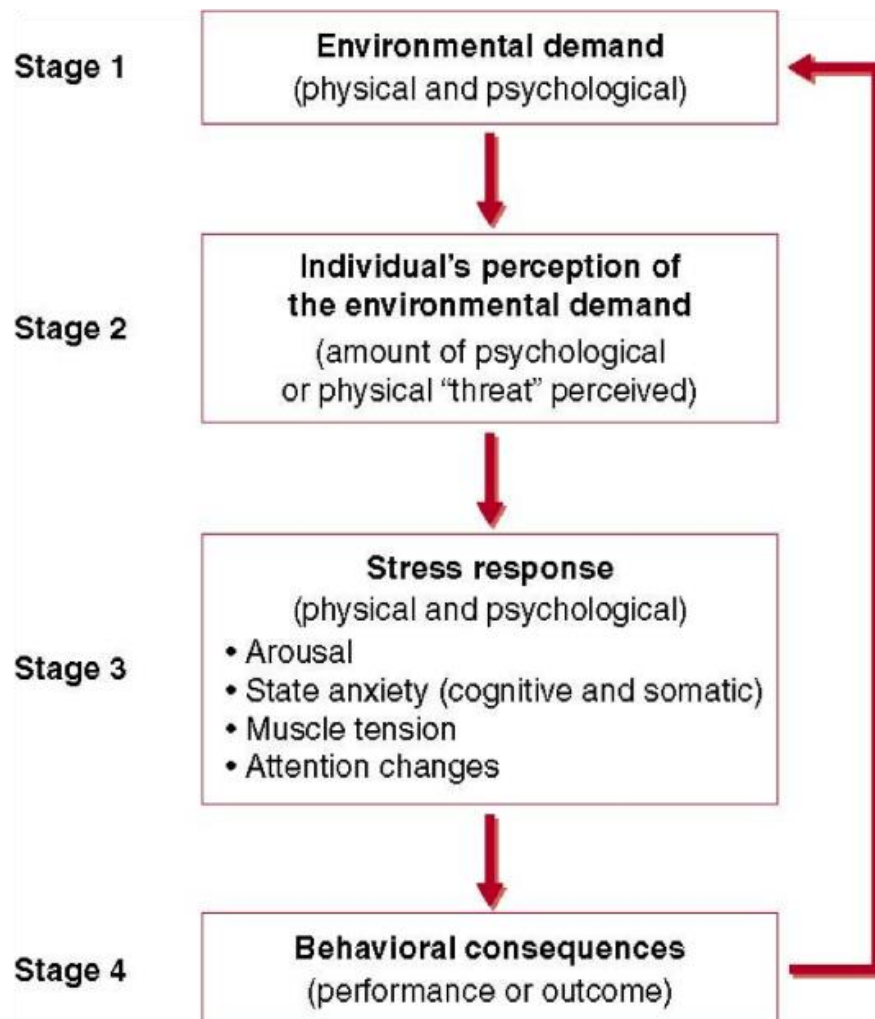 Stage 1
Environmental demand
(physical and psychological)
Stage 2
Individual's perception of
the environmental demand
(amount of psychological
or physical “threat” perceived)
Stage 3
Stress response
(physical and psychological)
• Arousal
• State anxiety (cognitive and somatic)
• Muscle tension
• Attention changes
Stage 4
Behavioral consequences
(performance or outcome)